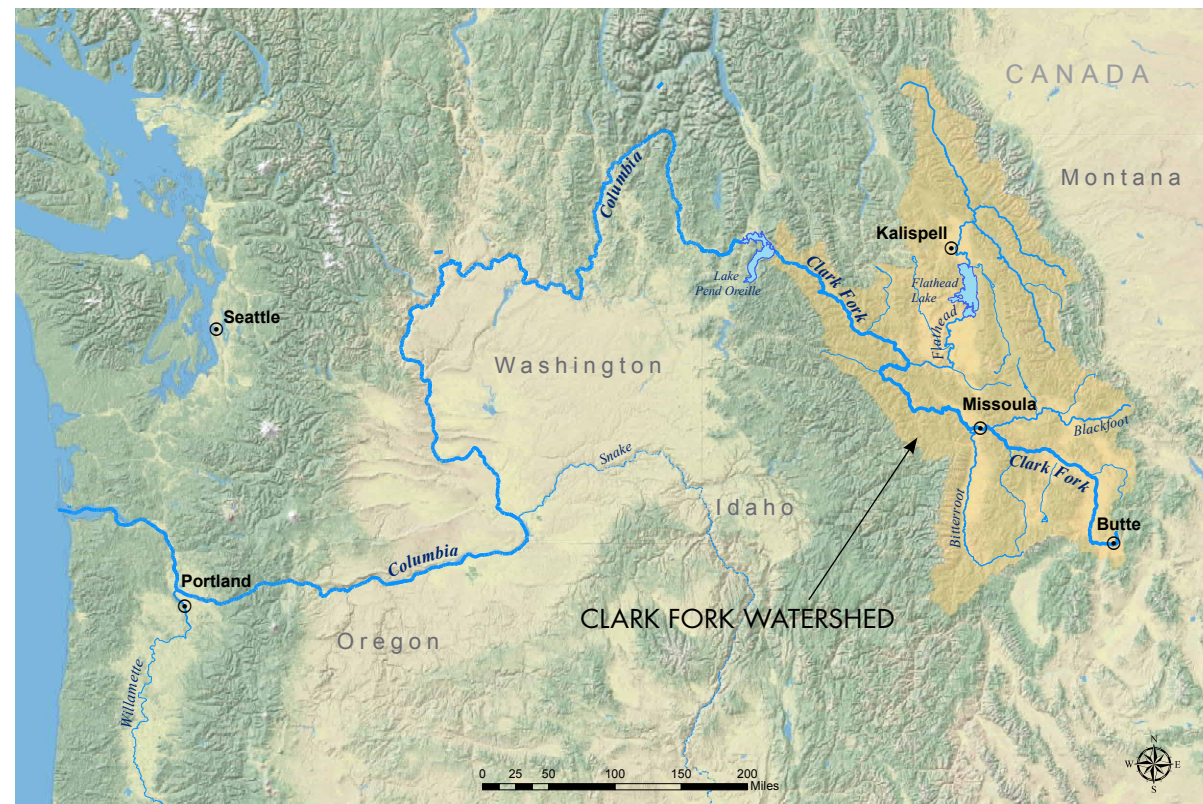 CANADA
Montana
Columbia
Kalispell
Clark Fork
Lake
Pend Oreille
Flathead
Lake
Flathead
Seattle
Washington
Missoula
Blackfoot
Clark Fork
Snake
Idaho
Bitterroot
Butte
Columbia
Portland
CLARK FORK WATERSHED
Oregon
Willamette
0 25 50 100 150 200
Miles
N
W E
S